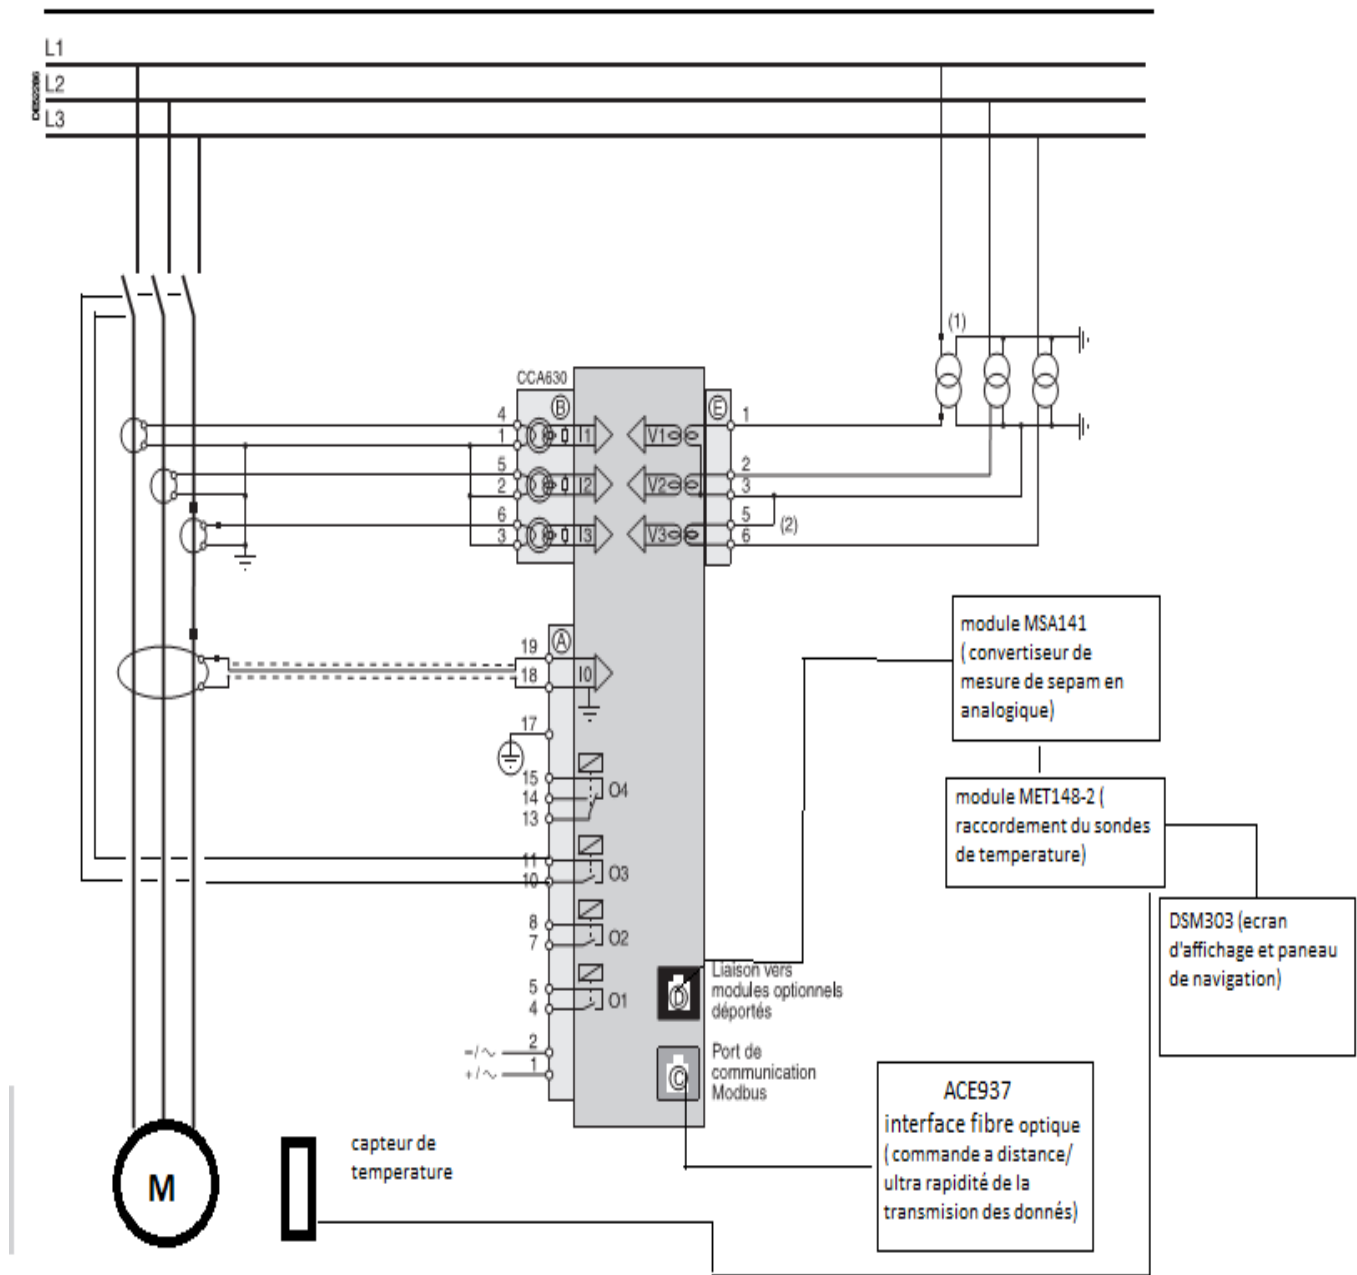 L1
L2
L3
(1)
CCA630
B
E
4
1
5
2
6
3
I1
I2
I3
V1
V2
V3
1
2
3
5
6
(2)
A
19
18
I0
17
15
14
13
O4
11
10
O3
8
7
O2
5
4
O1
2
1
=/∼
+/∼
D
Liaison vers
modules optionnels
déportés
C
Port de
communication
Modbus
module MSA141
( convertiseur de
mesure de sepam en
analogique)
module MET148-2 (
raccordement du sondes
de temperature)
DSM303 (ecran
d'affichage et paneau
de navigation)
ACE937
interface fibre optique
( commande a distance/
ultra rapidité de la
transmision des donnés)
M
capteur de
temperature